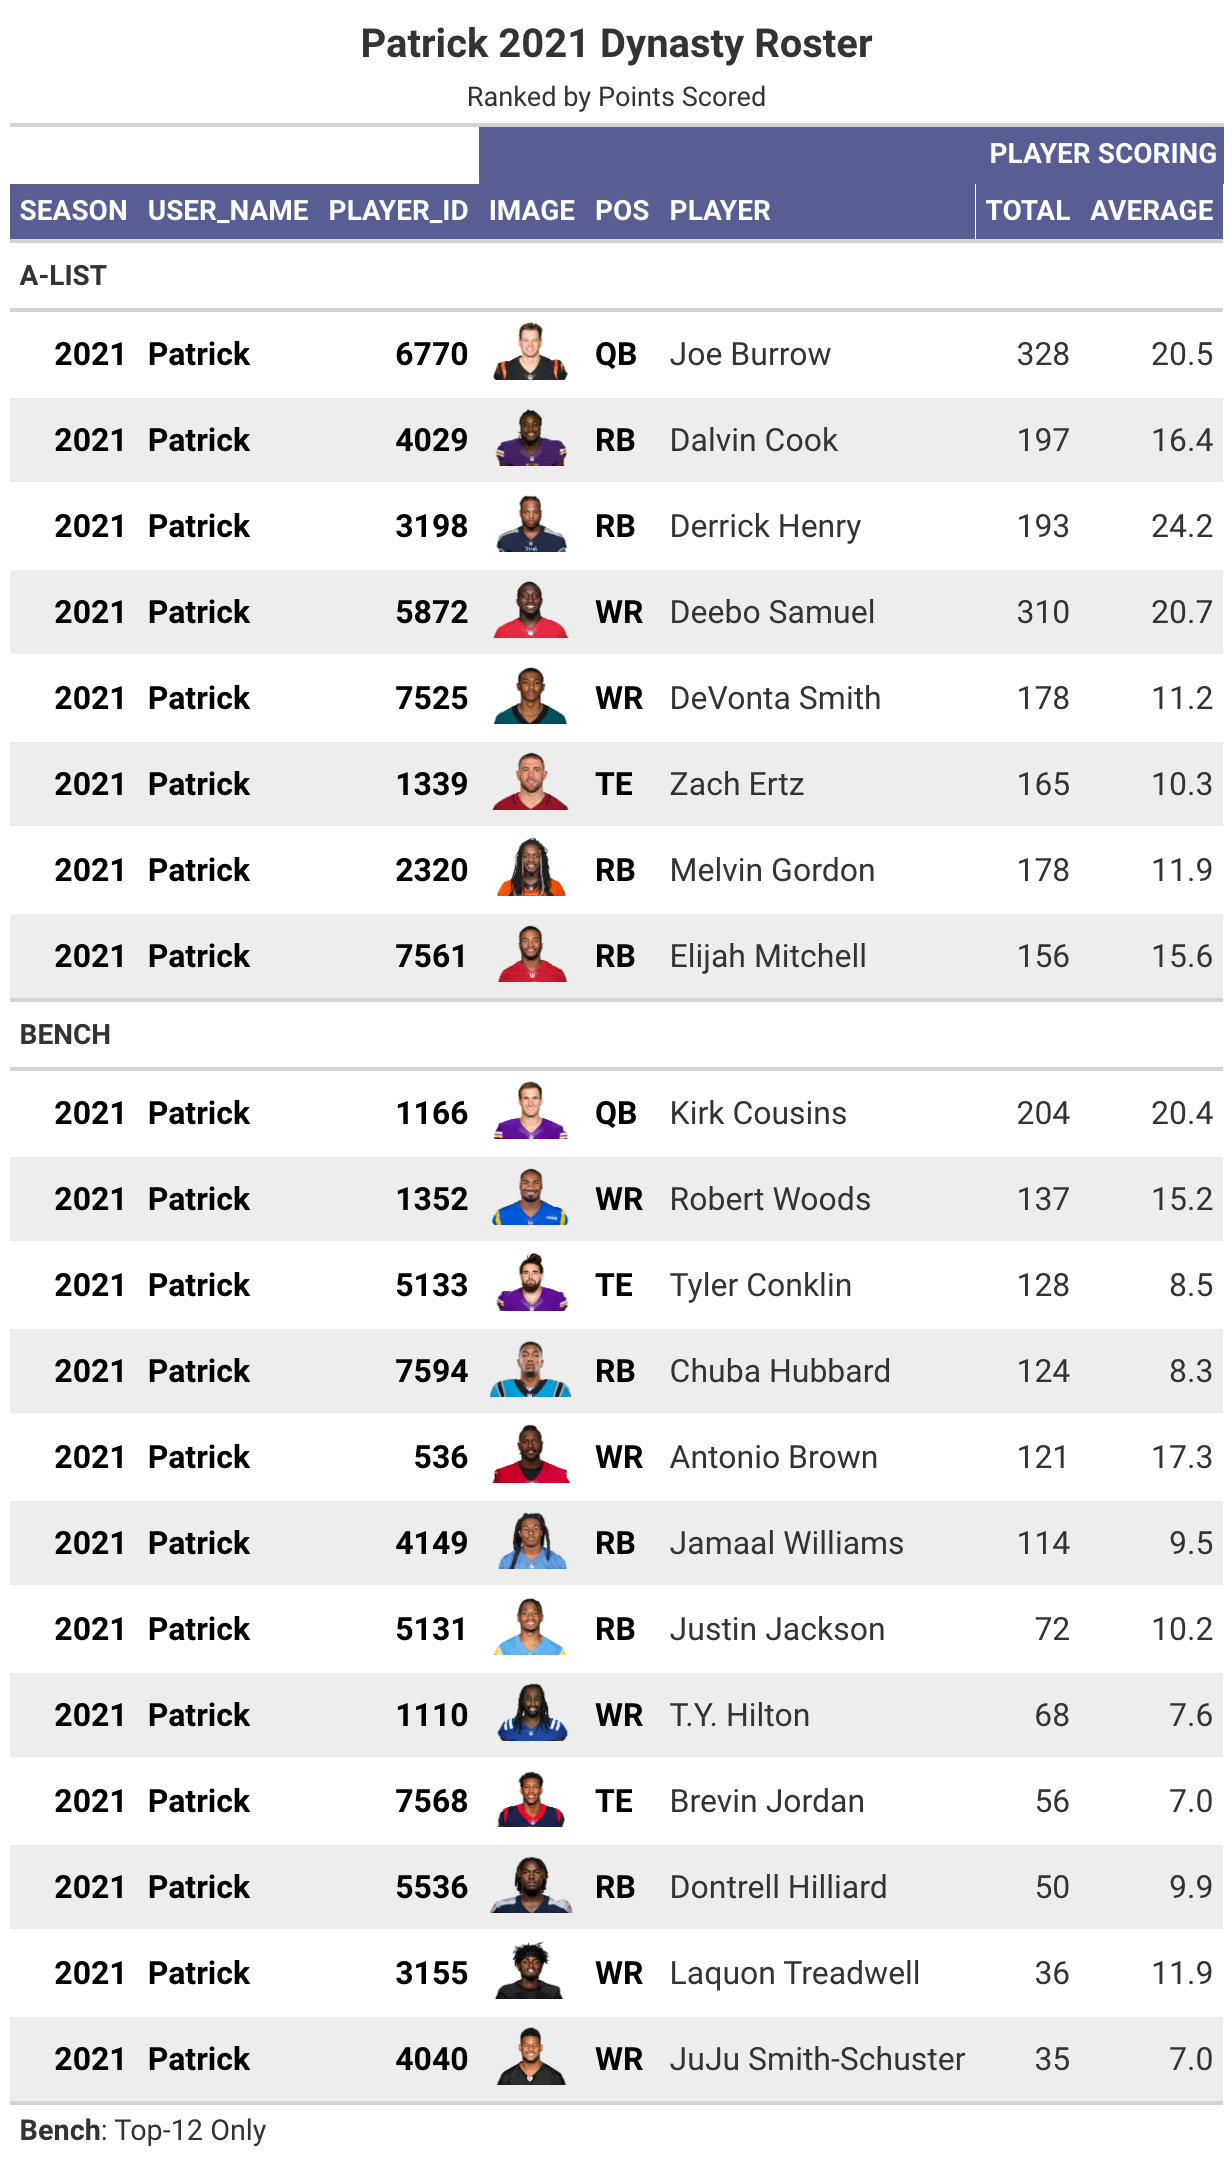 Patrick 2021 Dynasty Roster
Ranked by Points Scored
PLAYER SCORING
SEASON USER_NAME PLAYER_ID IMAGE POS PLAYER TOTAL AVERAGE
A-LIST
2021 Patrick 6770 QB Joe Burrow 328 20.5
2021 Patrick 4029 RB Dalvin Cook 197 16.4
2021 Patrick 3198 RB Derrick Henry 193 24.2
2021 Patrick 5872 WR Deebo Samuel 310 20.7
2021 Patrick 7525 WR DeVonta Smith 178 11.2
2021 Patrick 1339 TE Zach Ertz 165 10.3
2021 Patrick 2320 RB Melvin Gordon 178 11.9
2021 Patrick 7561 RB Elijah Mitchell 156 15.6
BENCH
2021 Patrick 1166 QB Kirk Cousins 204 20.4
2021 Patrick 1352 WR Robert Woods 137 15.2
2021 Patrick 5133 TE Tyler Conklin 128 8.5
2021 Patrick 7594 RB Chuba Hubbard 124 8.3
2021 Patrick 536 WR Antonio Brown 121 17.3
2021 Patrick 4149 RB Jamaal Williams 114 9.5
2021 Patrick 5131 RB Justin Jackson 72 10.2
2021 Patrick 1110 WR T.Y. Hilton 68 7.6
2021 Patrick 7568 TE Brevin Jordan 56 7.0
2021 Patrick 5536 RB Dontrell Hilliard 50 9.9
2021 Patrick 3155 WR Laquon Treadwell 36 11.9
2021 Patrick 4040 WR JuJu Smith-Schuster 35 7.0
Bench: Top-12 Only